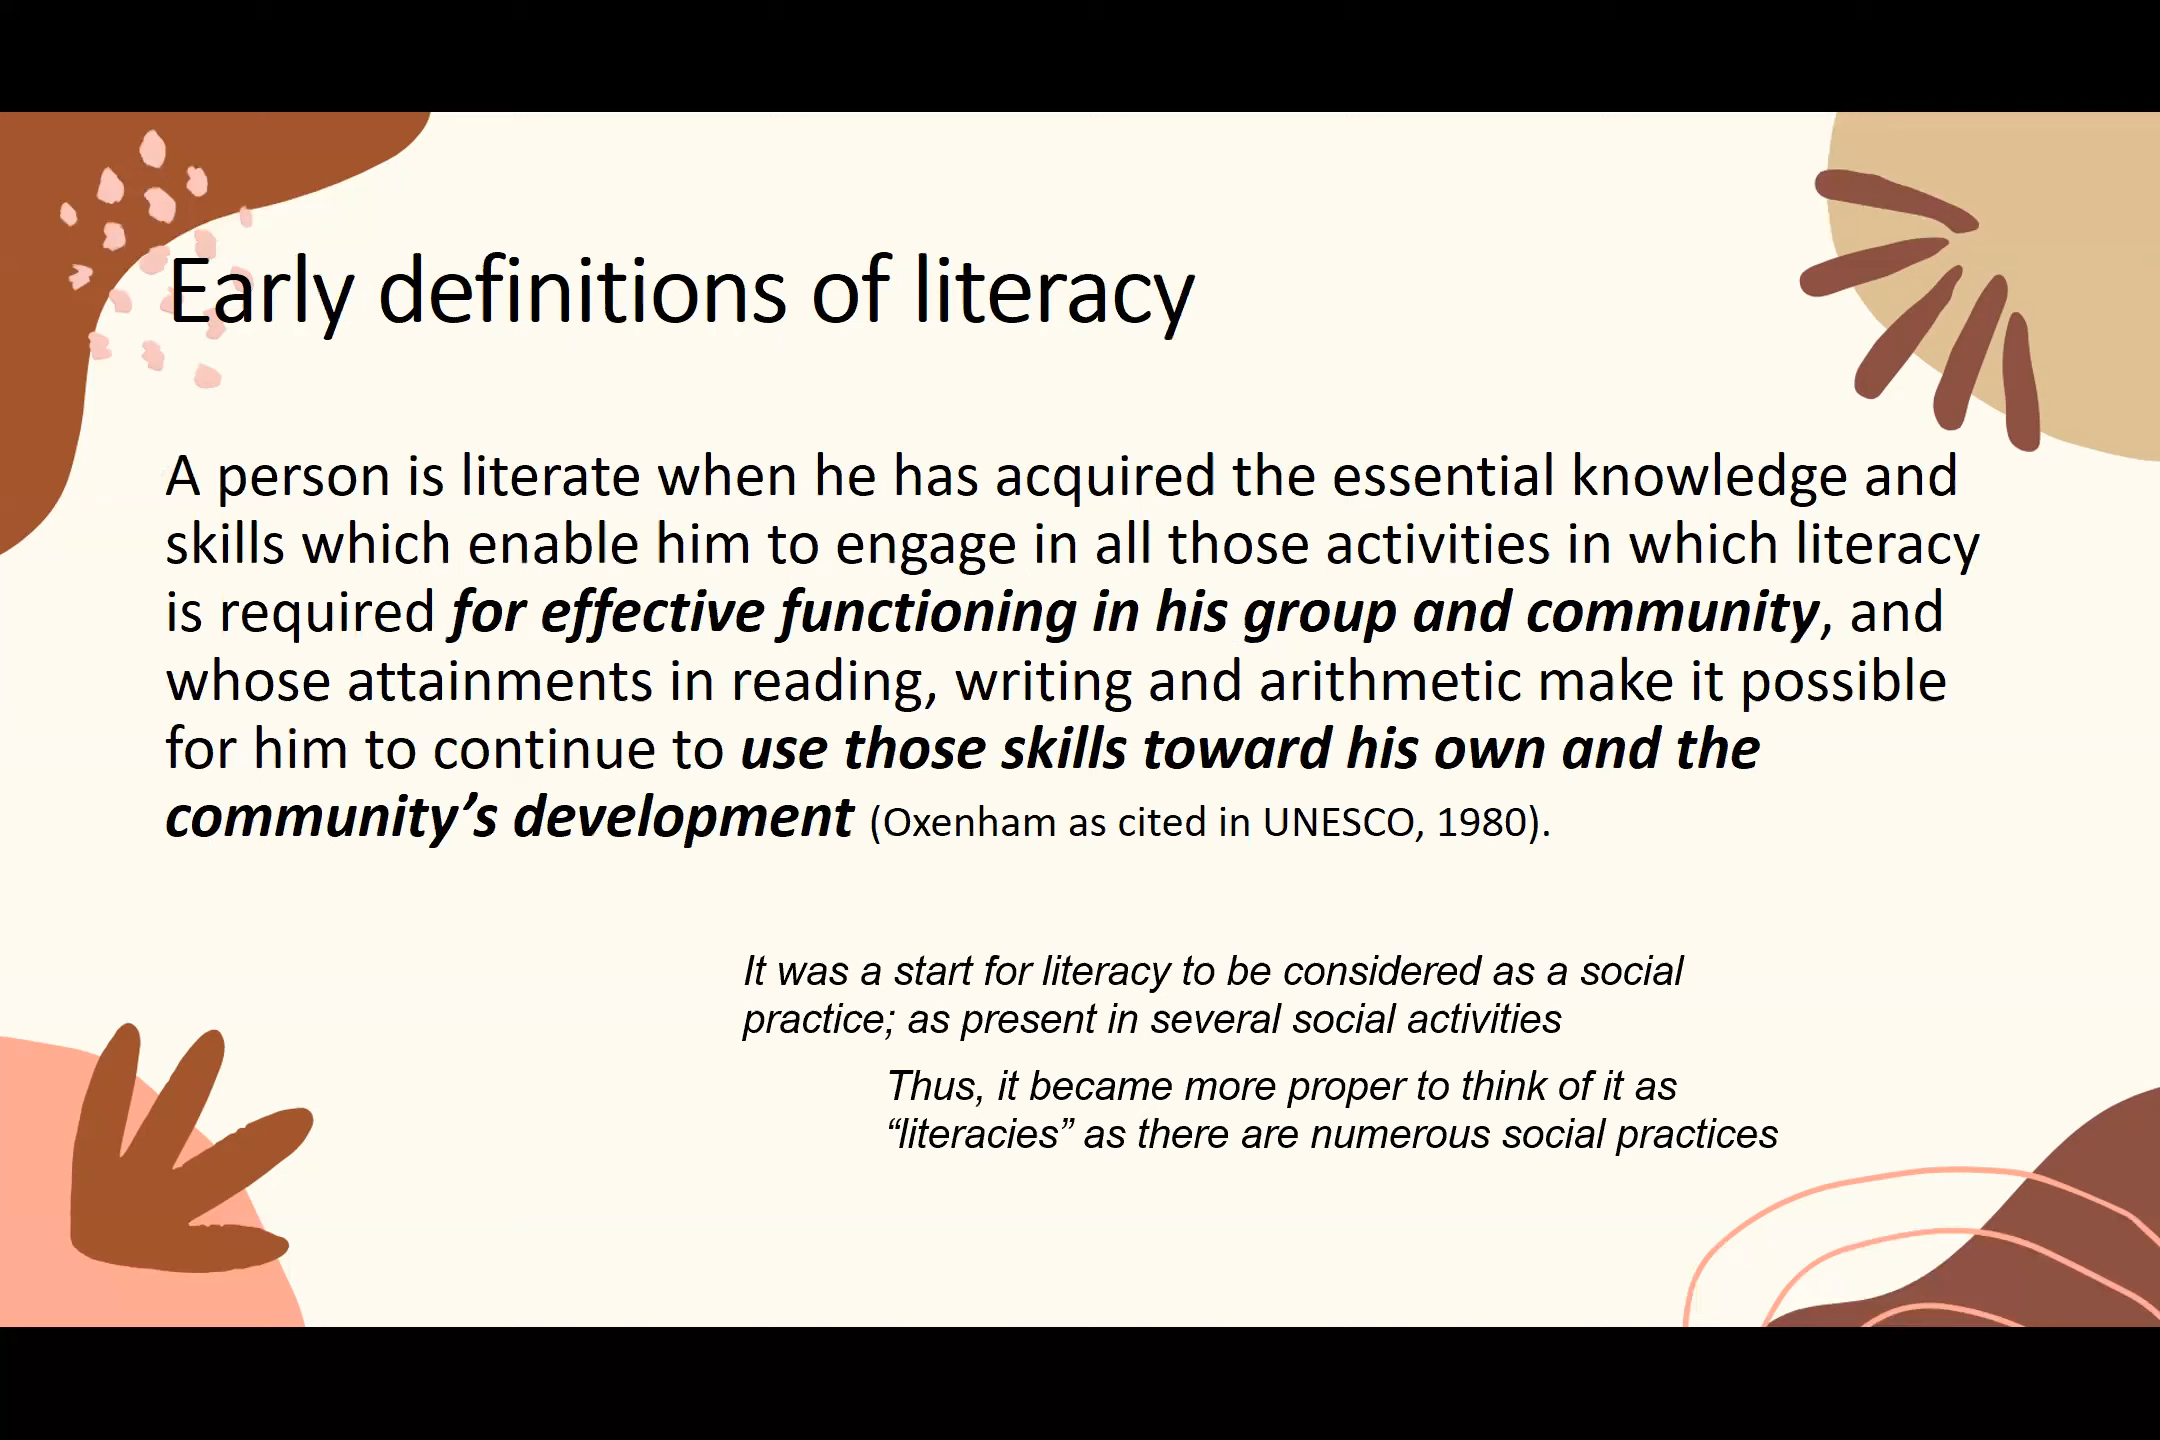 Early definitions of literacy
A person is literate when he has acquired the essential knowledge and
skills which enable him to engage in all those activities in which literacy
is required for effective functioning in his group and community, and
whose attainments in reading, writing and arithmetic make it possible
for him to continue to use those skills toward his own and the
community’s development (Oxenham as cited in UNESCO, 1980).
It was a start for literacy to be considered as a social
practice; as present in several social activities
Thus, it became more proper to think of it as
“literacies” as there are numerous social practices